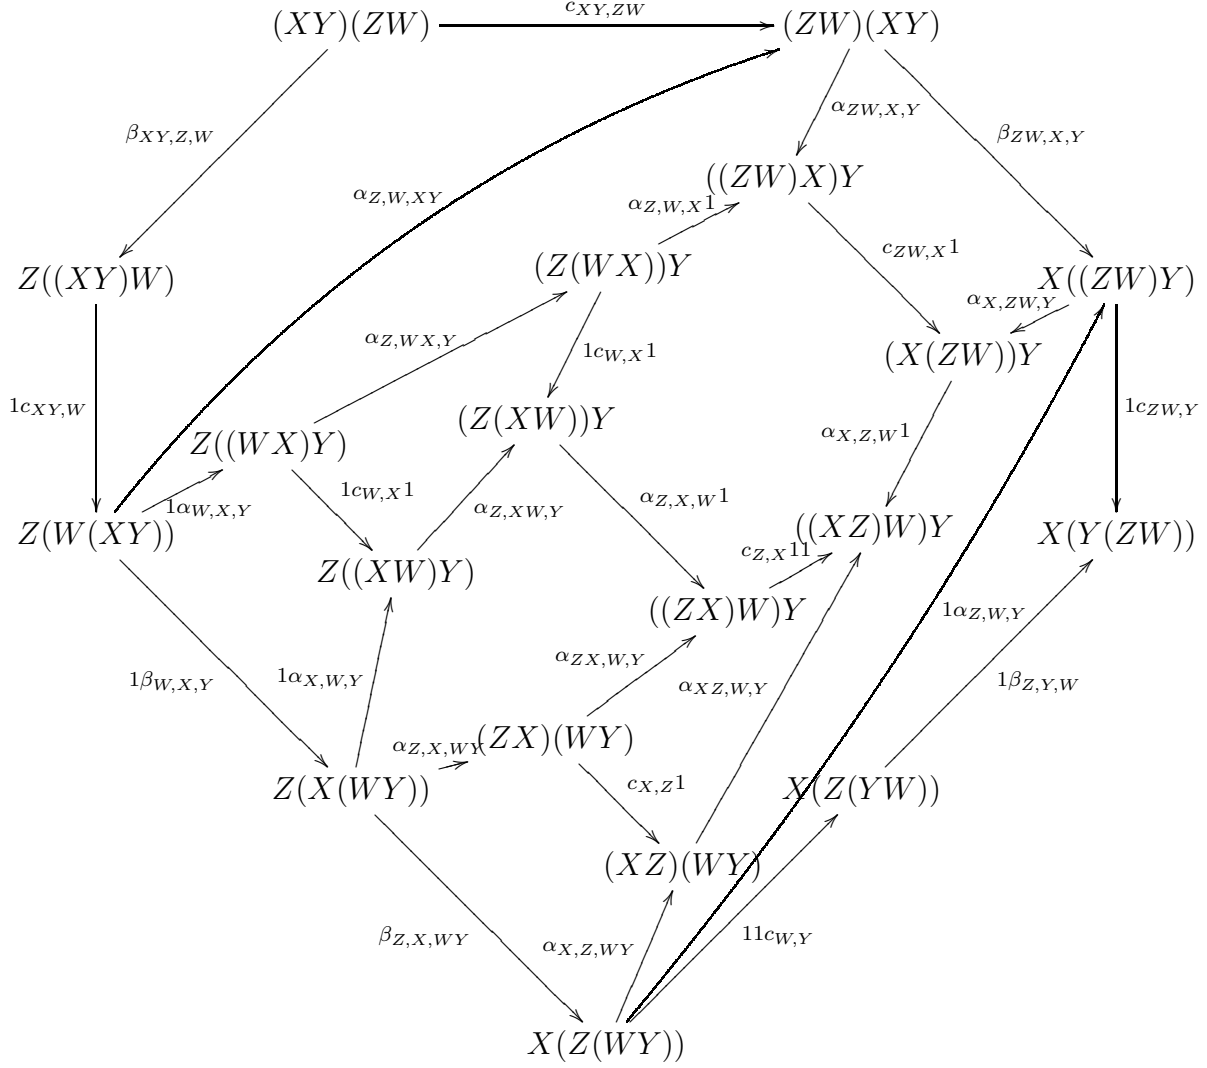 (XY)(ZW) c_{XY,ZW} (ZW)(XY)
β_{XY,Z,W} α_{ZW,X,Y} β_{ZW,X,Y}
((ZW)X)Y
α_{Z,W,XY} α_{Z,W,X}1
c_{ZW,X}1
Z((XY)W) (Z(WX))Y X((ZW)Y)
α_{X,ZW,Y}
α_{Z,WX,Y} 1c_{W,X}1 (X(ZW))Y
1c_{XY,W} 1c_{ZW,Y}
Z((WX)Y) (Z(XW))Y α_{X,Z,W}1
1c_{W,X}1 α_{Z,X,W}1
1α_{W,X,Y} α_{Z,XW,Y}
Z(W(XY)) ((XZ)W)Y X(Y(ZW))
c_{Z,X}11
Z((XW)Y) ((ZX)W)Y 1α_{Z,W,Y}
α_{ZX,W,Y}
1β_{W,X,Y} 1α_{X,W,Y} α_{XZ,W,Y} 1β_{Z,Y,W}
α_{Z,X,WY} (ZX)(WY)
Z(X(WY)) c_{X,Z}1 X(Z(YW))
(XZ)(WY)
β_{Z,X,WY} α_{X,Z,WY} 11c_{W,Y}
X(Z(WY))